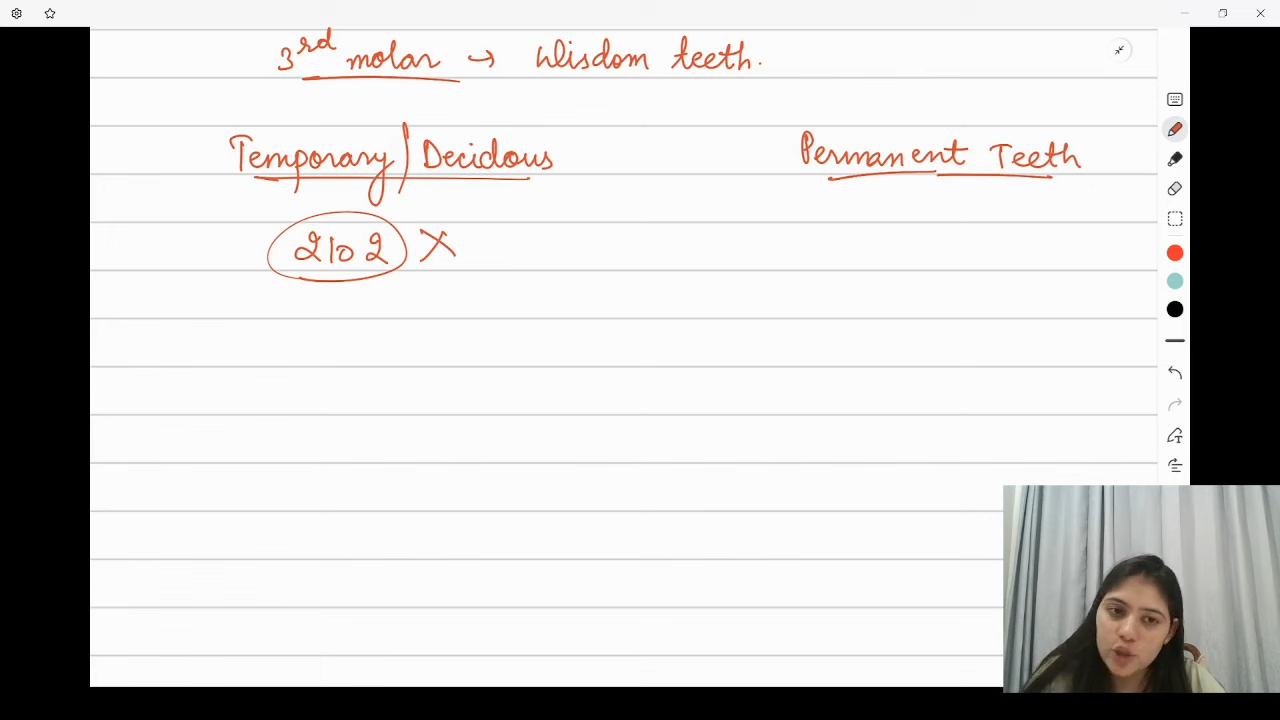 3rd molar → Wisdom teeth.
Temporary / Decidous Permanent Teeth
2102 X